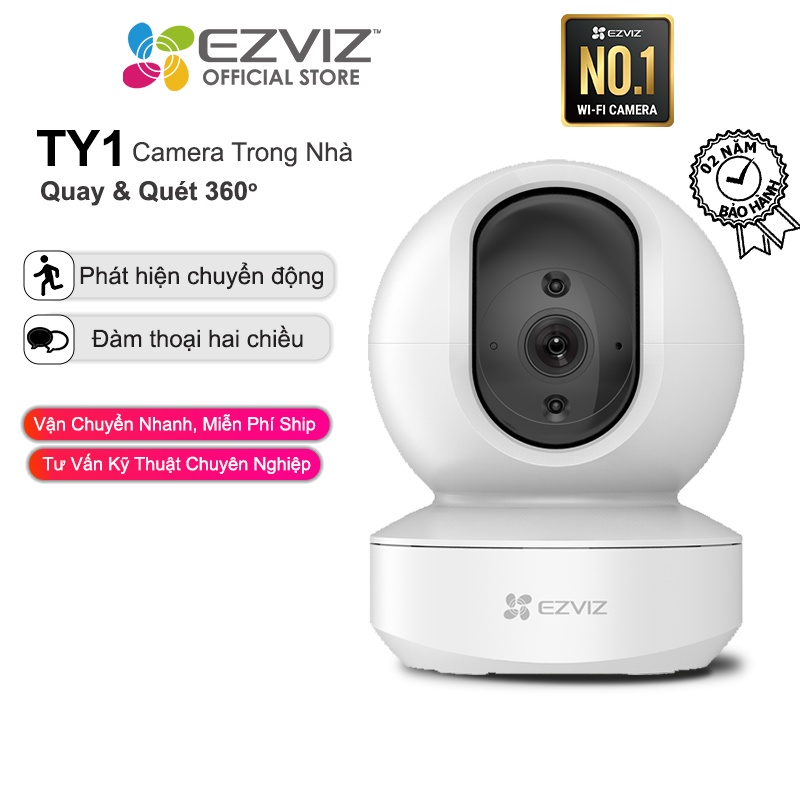 EZVIZ™
OFFICIAL STORE
EZVIZ
NO.1
WI-FI CAMERA
TY1 Camera Trong Nhà
Quay & Quét 360º
02 NĂM
BẢO HÀNH
Phát hiện chuyển động
Đàm thoại hai chiều
Vận Chuyển Nhanh, Miễn Phí Ship
Tư Vấn Kỹ Thuật Chuyên Nghiệp
EZVIZ